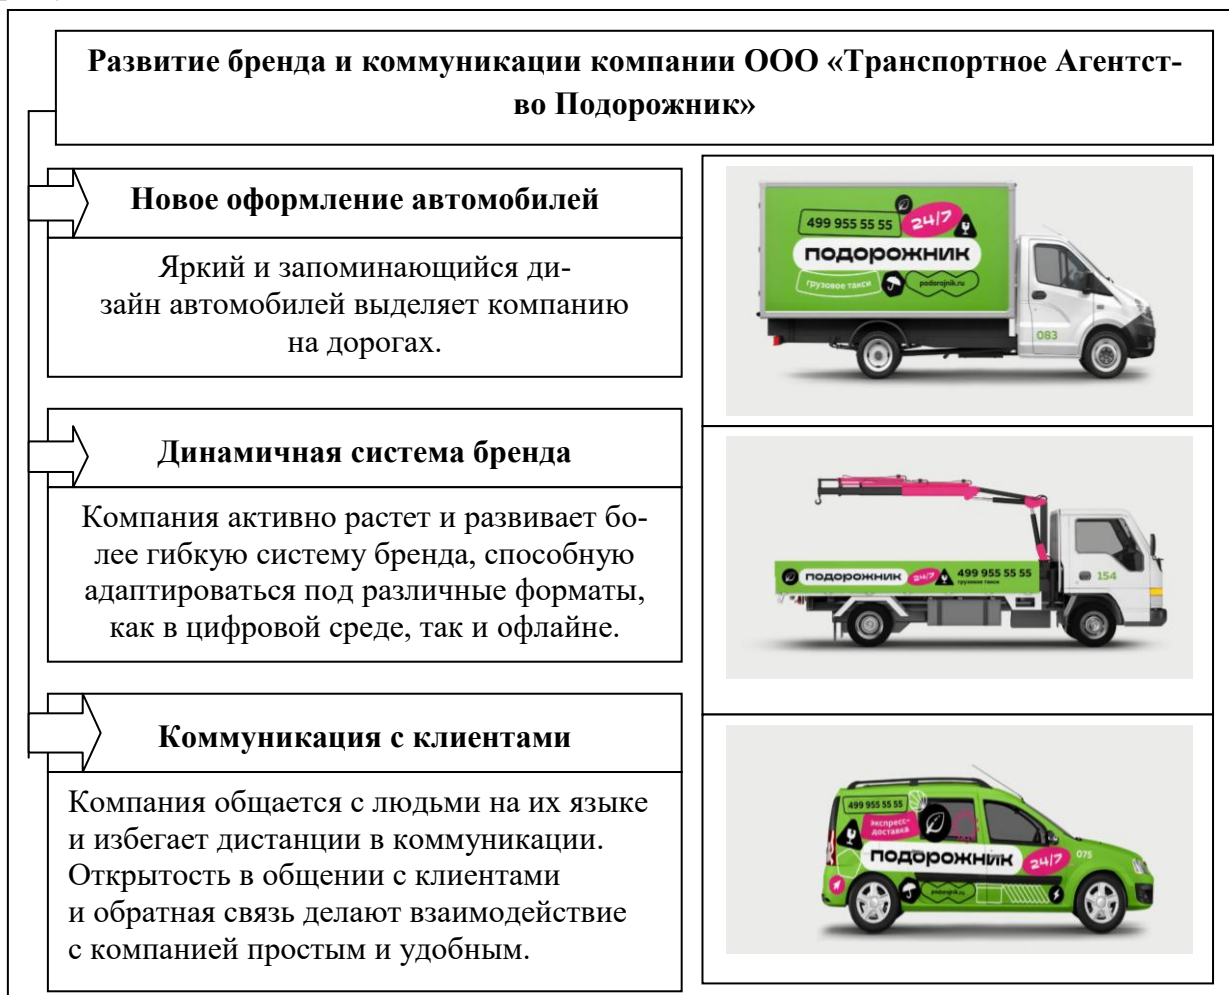 Развитие бренда и коммуникации компании ООО «Транспортное Агентст-
во Подорожник»
Новое оформление автомобилей
Яркий и запоминающийся ди-
зайн автомобилей выделяет компанию
на дорогах.
499 955 55 55
24/7
ПОДОРОЖНИК
грузовое такси
podorojnik.ru
083
Динамичная система бренда
Компания активно растет и развивает бо-
лее гибкую систему бренда, способную
адаптироваться под различные форматы,
как в цифровой среде, так и офлайне.
ПОДОРОЖНИК
24/7
499 955 55 55
грузовое такси
154
Коммуникация с клиентами
Компания общается с людьми на их языке
и избегает дистанции в коммуникации.
Открытость в общении с клиентами
и обратная связь делают взаимодействие
с компанией простым и удобным.
499 955 55 55
экспресс-
доставка
ПОДОРОЖНИК
24/7
075
podorojnik.ru